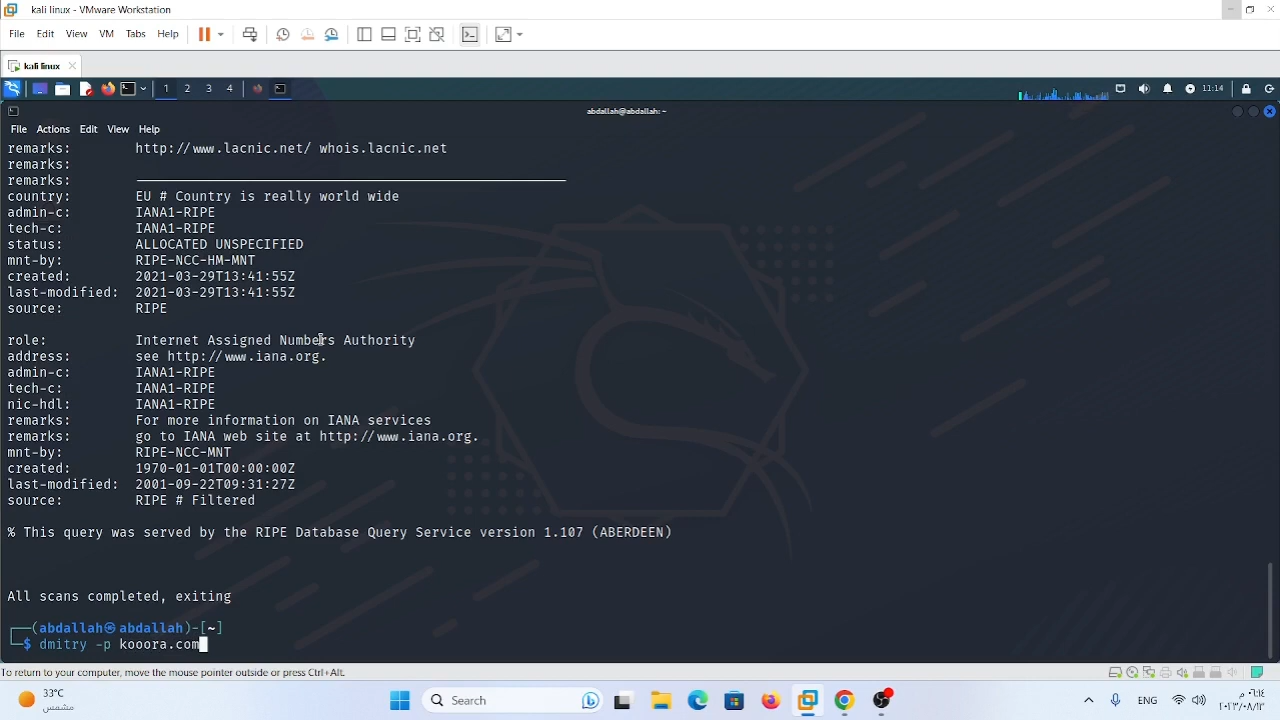 kali linux - VMware Workstation
File Edit View VM Tabs Help
kali linux
1 2 3 4
11:14
abdallah@abdallah: ~
File Actions Edit View Help
remarks: http://www.lacnic.net/ whois.lacnic.net
remarks:
remarks:
country: EU # Country is really world wide
admin-c: IANA1-RIPE
tech-c: IANA1-RIPE
status: ALLOCATED UNSPECIFIED
mnt-by: RIPE-NCC-HM-MNT
created: 2021-03-29T13:41:55Z
last-modified: 2021-03-29T13:41:55Z
source: RIPE
role: Internet Assigned Numbers Authority
address: see http://www.iana.org.
admin-c: IANA1-RIPE
tech-c: IANA1-RIPE
nic-hdl: IANA1-RIPE
remarks: For more information on IANA services
remarks: go to IANA web site at http://www.iana.org.
mnt-by: RIPE-NCC-MNT
created: 1970-01-01T00:00:00Z
last-modified: 2001-09-22T09:31:27Z
source: RIPE # Filtered
% This query was served by the RIPE Database Query Service version 1.107 (ABERDEEN)
All scans completed, exiting
(abdallah㉿abdallah)-[~]
$ dmitry -p kooora.com
To return to your computer, move the mouse pointer outside or press Ctrl+Alt.
33°C
مشمس
Search
ENG